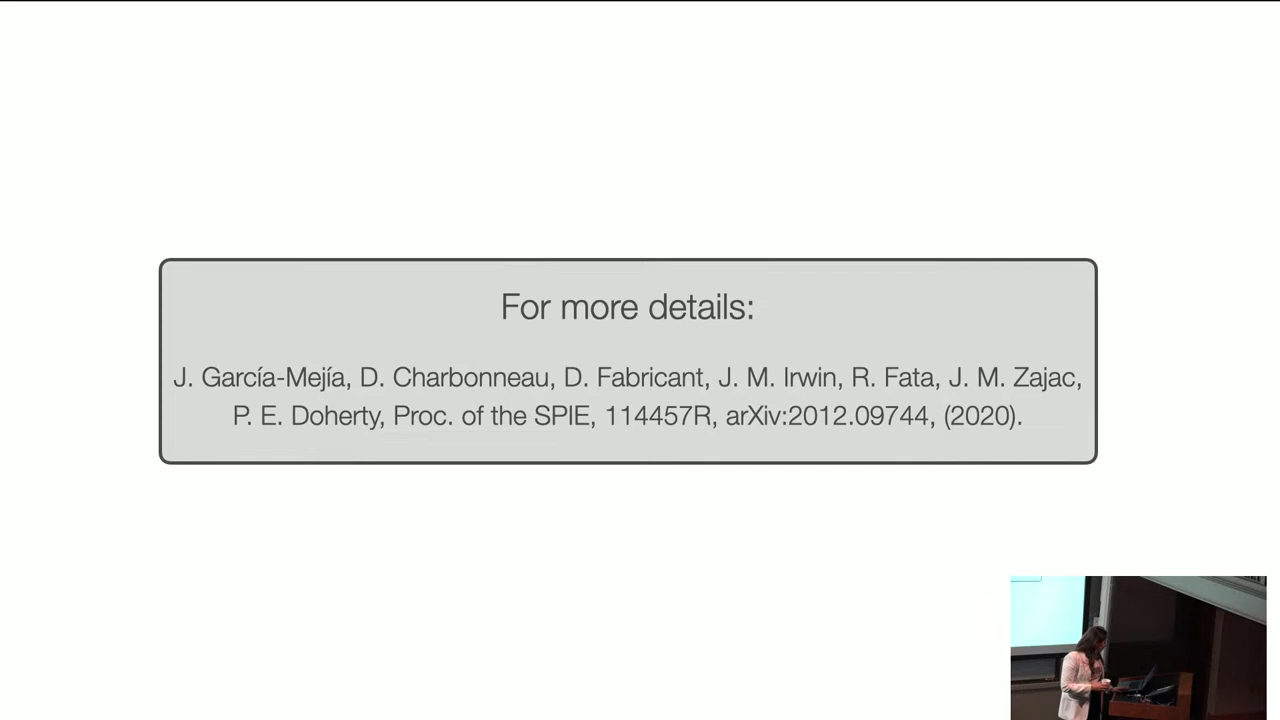 For more details:
J. García-Mejía, D. Charbonneau, D. Fabricant, J. M. Irwin, R. Fata, J. M. Zajac,
P. E. Doherty, Proc. of the SPIE, 114457R, arXiv:2012.09744, (2020).